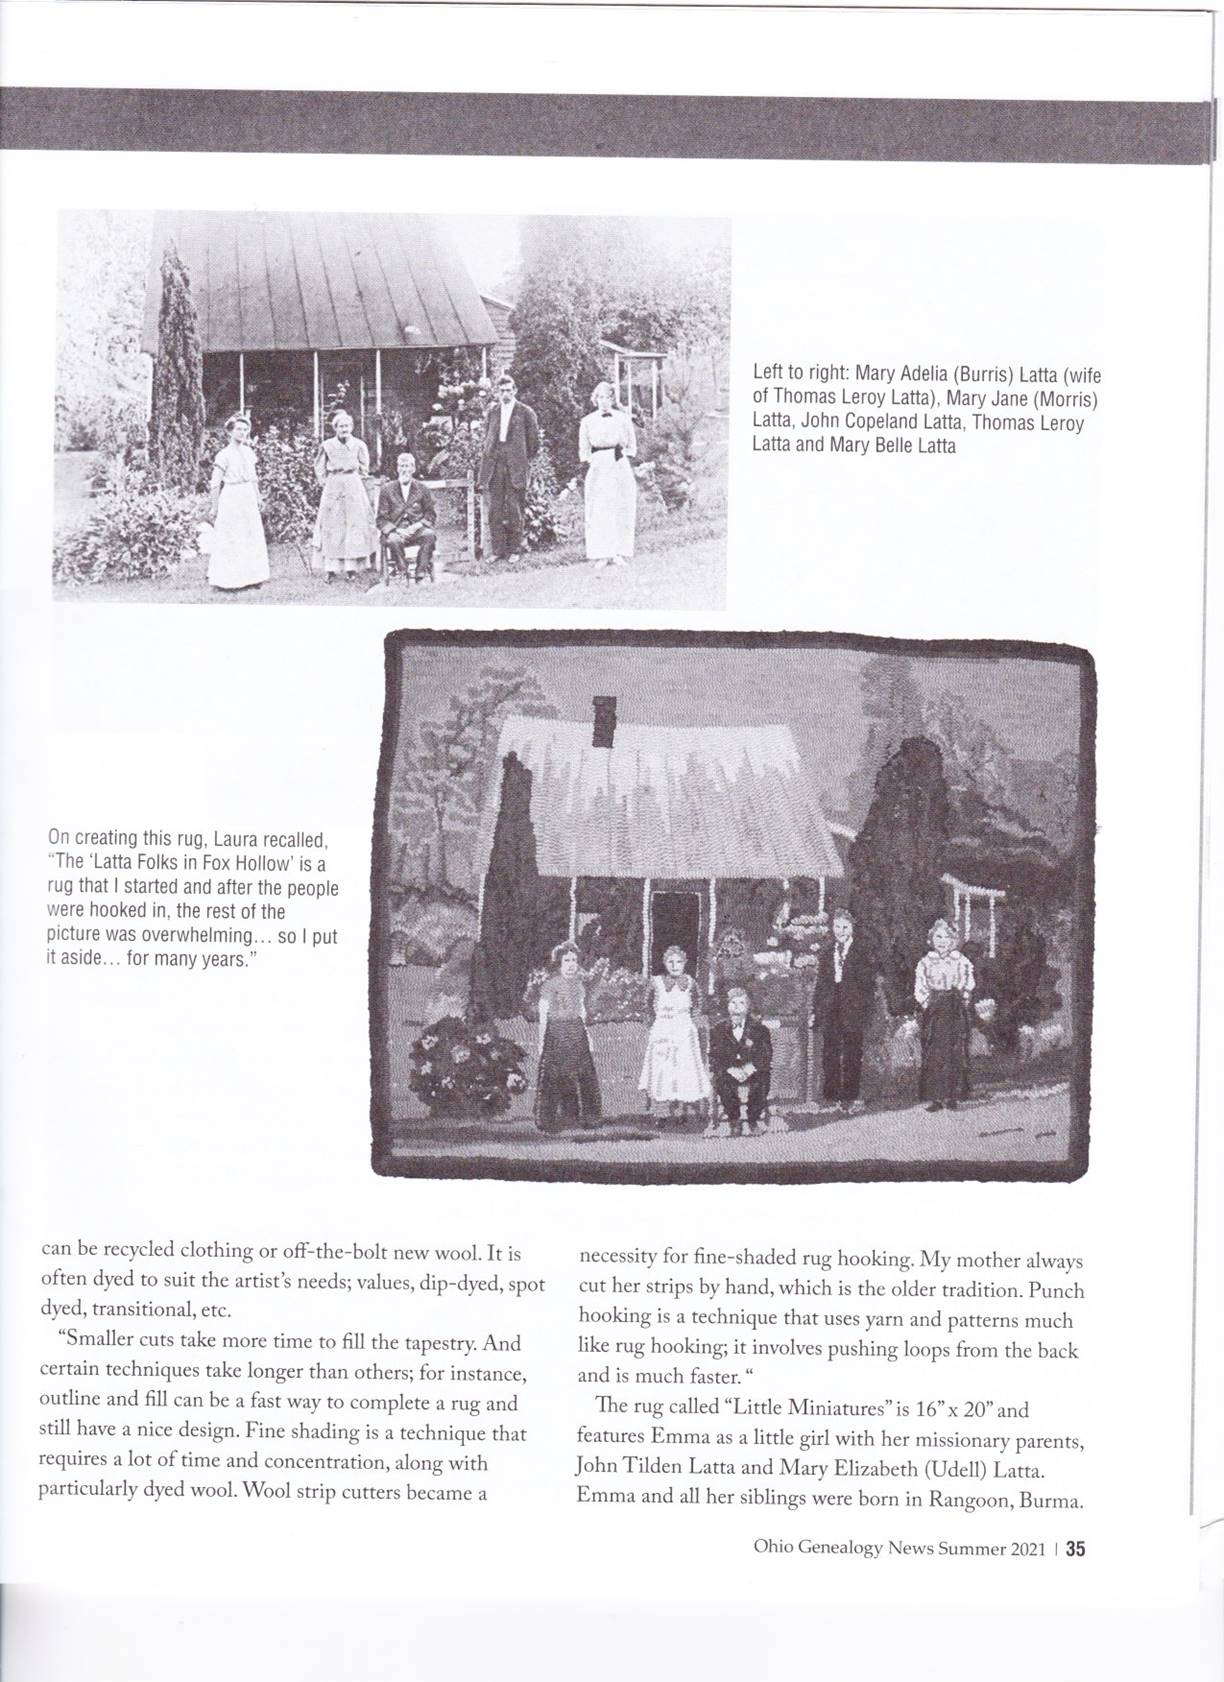 Left to right: Mary Adelia (Burris) Latta (wife
of Thomas Leroy Latta), Mary Jane (Morris)
Latta, John Copeland Latta, Thomas Leroy
Latta and Mary Belle Latta
On creating this rug, Laura recalled,
“The ‘Latta Folks in Fox Hollow’ is a
rug that I started and after the people
were hooked in, the rest of the
picture was overwhelming... so I put
it aside... for many years.”
can be recycled clothing or off-the-bolt new wool. It is
often dyed to suit the artist’s needs; values, dip-dyed, spot
dyed, transitional, etc.
“Smaller cuts take more time to fill the tapestry. And
certain techniques take longer than others; for instance,
outline and fill can be a fast way to complete a rug and
still have a nice design. Fine shading is a technique that
requires a lot of time and concentration, along with
particularly dyed wool. Wool strip cutters became a
necessity for fine-shaded rug hooking. My mother always
cut her strips by hand, which is the older tradition. Punch
hooking is a technique that uses yarn and patterns much
like rug hooking; it involves pushing loops from the back
and is much faster. “
The rug called “Little Miniatures” is 16” x 20” and
features Emma as a little girl with her missionary parents,
John Tilden Latta and Mary Elizabeth (Udell) Latta.
Emma and all her siblings were born in Rangoon, Burma.
Ohio Genealogy News Summer 2021 | 35